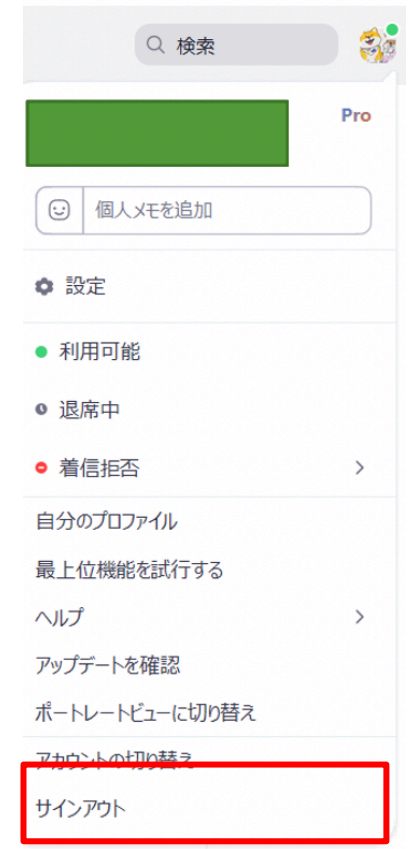 検索
Pro
個人メモを追加
設定
利用可能
退席中
着信拒否
自分のプロファイル
最上位機能を試行する
ヘルプ
アップデートを確認
ポートレートビューに切り替え
アカウントの切り替え
サインアウト